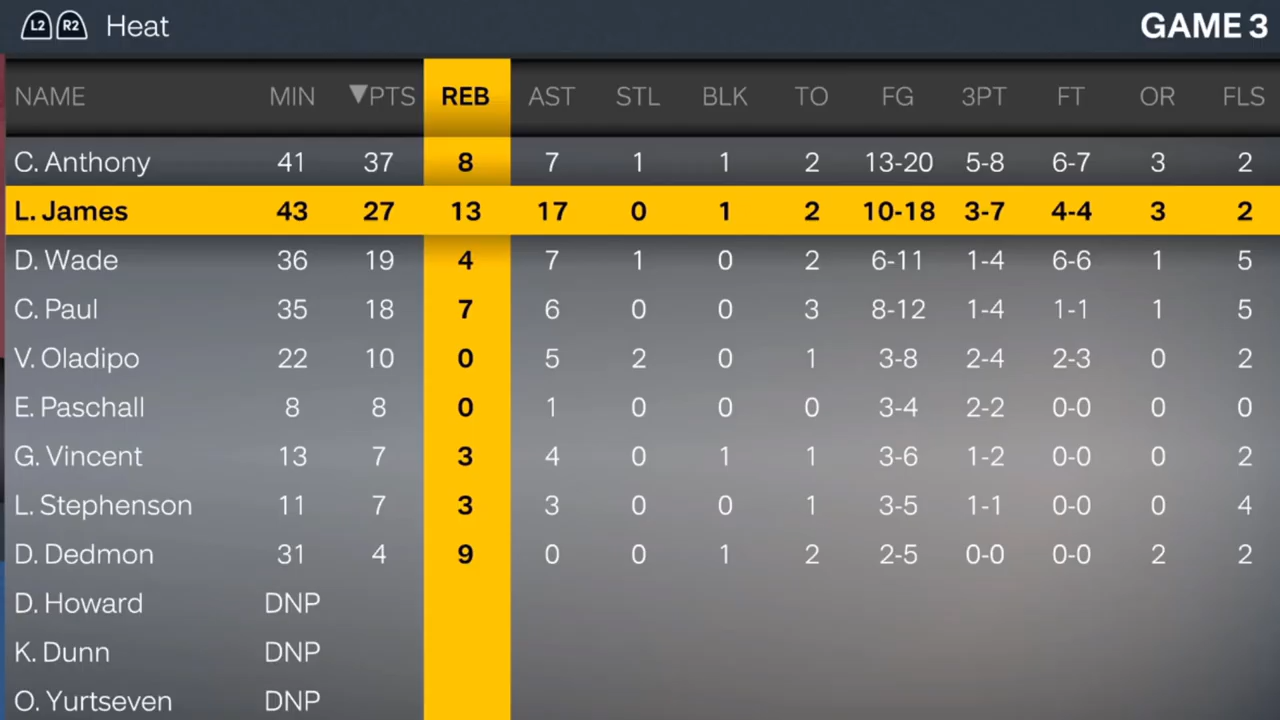 L2 R2 Heat GAME 3
NAME MIN ▼PTS REB AST STL BLK TO FG 3PT FT OR FLS
C. Anthony 41 37 8 7 1 1 2 13-20 5-8 6-7 3 2
L. James 43 27 13 17 0 1 2 10-18 3-7 4-4 3 2
D. Wade 36 19 4 7 1 0 2 6-11 1-4 6-6 1 5
C. Paul 35 18 7 6 0 0 3 8-12 1-4 1-1 1 5
V. Oladipo 22 10 0 5 2 0 1 3-8 2-4 2-3 0 2
E. Paschall 8 8 0 1 0 0 0 3-4 2-2 0-0 0 0
G. Vincent 13 7 3 4 0 1 1 3-6 1-2 0-0 0 2
L. Stephenson 11 7 3 3 0 0 1 3-5 1-1 0-0 0 4
D. Dedmon 31 4 9 0 0 1 2 2-5 0-0 0-0 2 2
D. Howard DNP
K. Dunn DNP
O. Yurtseven DNP